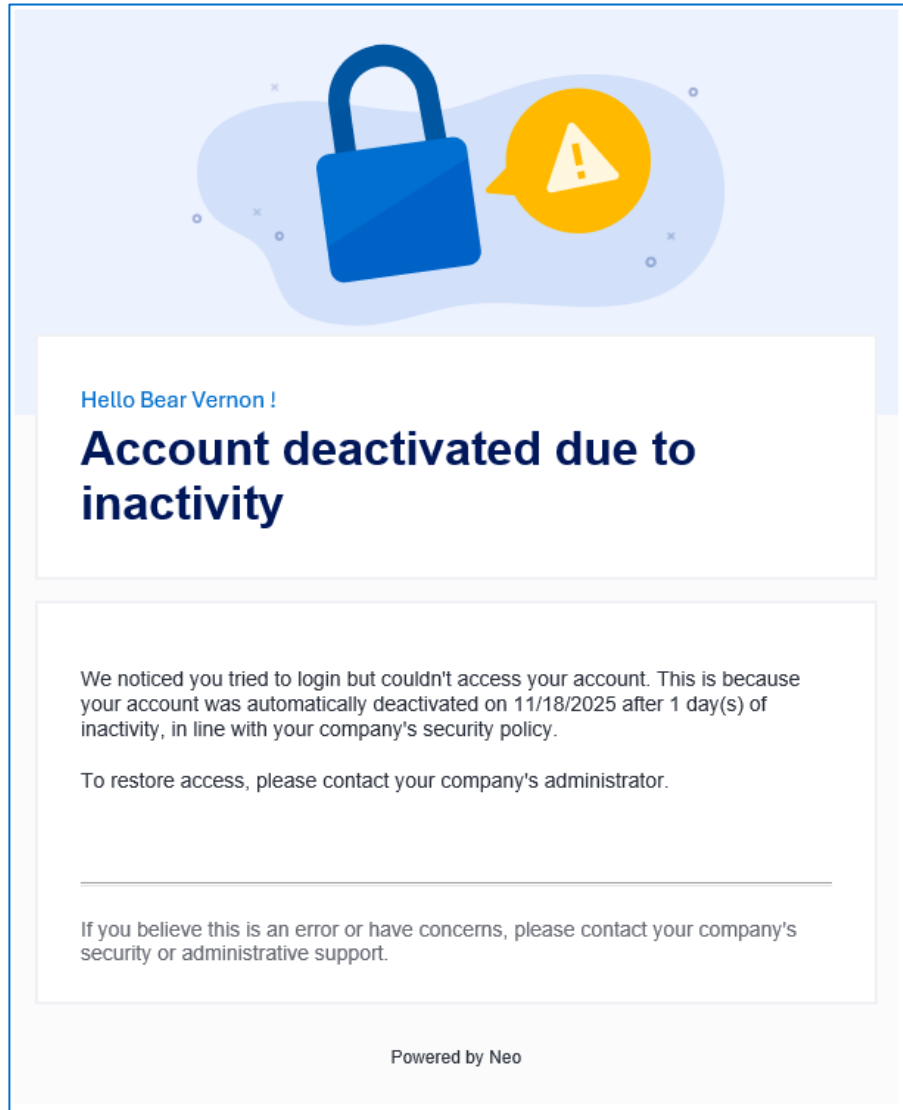 Hello Bear Vernon !
Account deactivated due to
inactivity
We noticed you tried to login but couldn't access your account. This is because
your account was automatically deactivated on 11/18/2025 after 1 day(s) of
inactivity, in line with your company's security policy.
To restore access, please contact your company's administrator.
If you believe this is an error or have concerns, please contact your company's
security or administrative support.
Powered by Neo